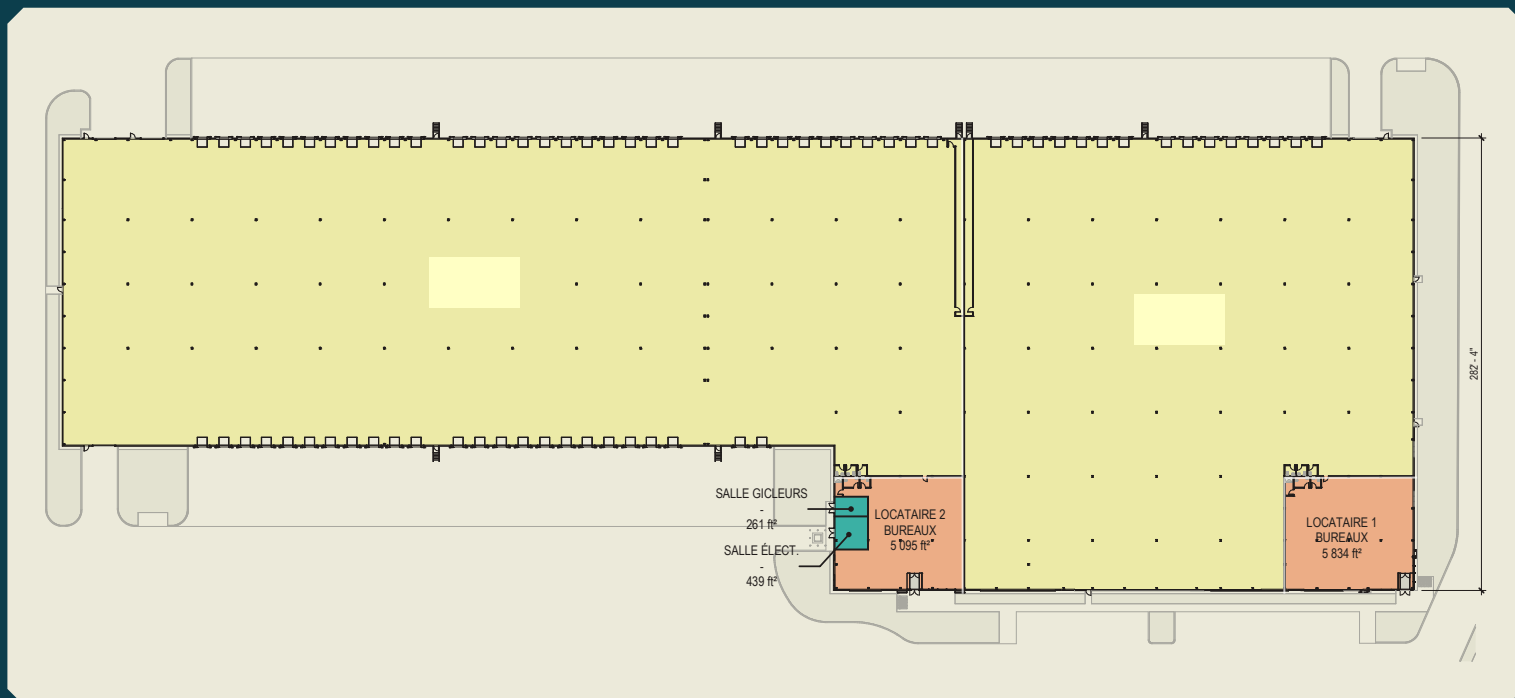 SALLE GICLEURS
-
261 ft²
SALLE ÉLECT.
-
439 ft²
LOCATAIRE 2
BUREAUX
5 095 ft²
LOCATAIRE 1
BUREAUX
5 834 ft²
282 - 4"